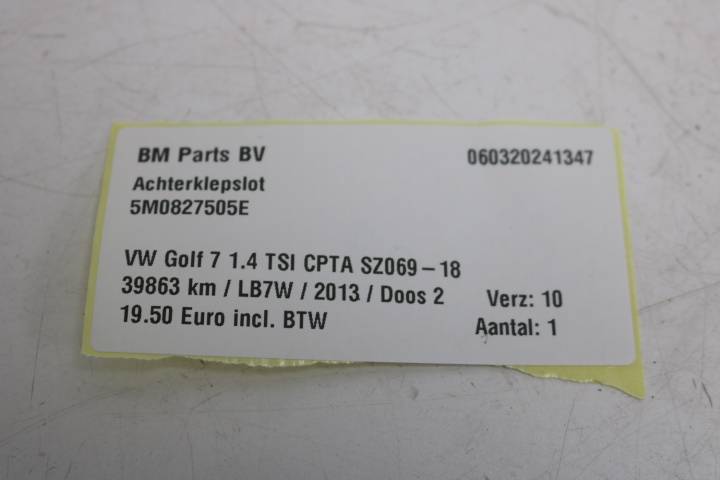 BM Parts BV 060320241347
Achterklepslot
5M0827505E
VW Golf 7 1.4 TSI CPTA SZ069-18
39863 km / LB7W / 2013 / Doos 2 Verz: 10
19.50 Euro incl. BTW Aantal: 1